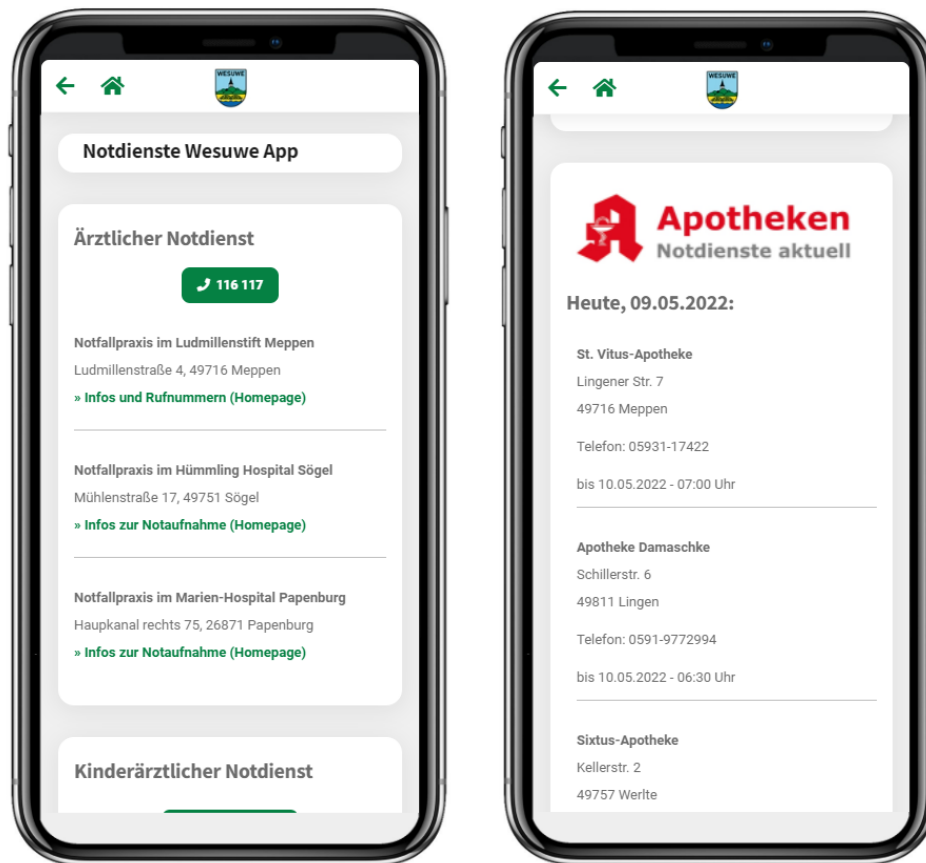 WESUWE
Notdienste Wesuwe App
Ärztlicher Notdienst
116 117
Notfallpraxis im Ludmillenstift Meppen
Ludmillenstraße 4, 49716 Meppen
» Infos und Rufnummern (Homepage)
Notfallpraxis im Hümmling Hospital Sögel
Mühlenstraße 17, 49751 Sögel
» Infos zur Notaufnahme (Homepage)
Notfallpraxis im Marien-Hospital Papenburg
Haupkanal rechts 75, 26871 Papenburg
» Infos zur Notaufnahme (Homepage)
Kinderärztlicher Notdienst
WESUWE
Apotheken
Notdienste aktuell
Heute, 09.05.2022:
St. Vitus-Apotheke
Lingener Str. 7
49716 Meppen
Telefon: 05931-17422
bis 10.05.2022 - 07:00 Uhr
Apotheke Damaschke
Schillerstr. 6
49811 Lingen
Telefon: 0591-9772994
bis 10.05.2022 - 06:30 Uhr
Sixtus-Apotheke
Kellerstr. 2
49757 Werlte